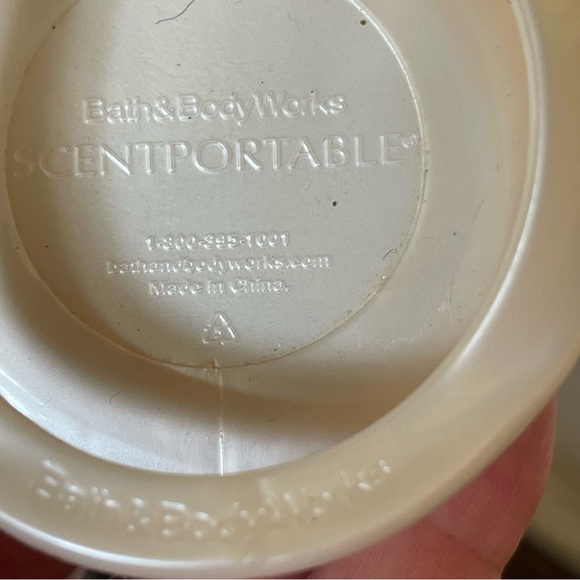 Bath&BodyWorks
SCENTPORTABLE®
1-800-395-1001
bathandbodyworks.com
Made in China.
Bath&BodyWorks